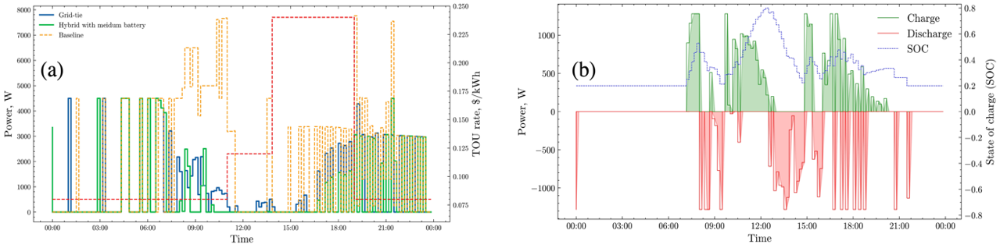 Grid-tie
Hybrid with meidum battery
Baseline
(a)
8000
7000
6000
5000
4000
3000
2000
1000
0
Power, W
0.250
0.225
0.200
0.175
0.150
0.125
0.100
0.075
TOU rate, $/kWh
00:00 03:00 06:00 09:00 12:00 15:00 18:00 21:00 00:00
Time
Charge
Discharge
SOC
(b)
1000
500
0
−500
−1000
Power, W
0.8
0.6
0.4
0.2
0.0
−0.2
−0.4
−0.6
−0.8
State of charge (SOC)
00:00 03:00 06:00 09:00 12:00 15:00 18:00 21:00 00:00
Time